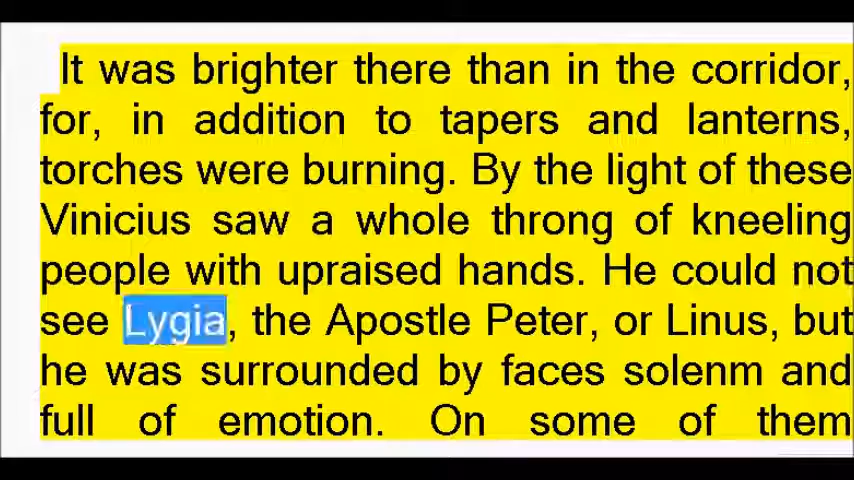 It was brighter there than in the corridor,
for, in addition to tapers and lanterns,
torches were burning. By the light of these
Vinicius saw a whole throng of kneeling
people with upraised hands. He could not
see Lygia, the Apostle Peter, or Linus, but
he was surrounded by faces solenm and
full of emotion. On some of them